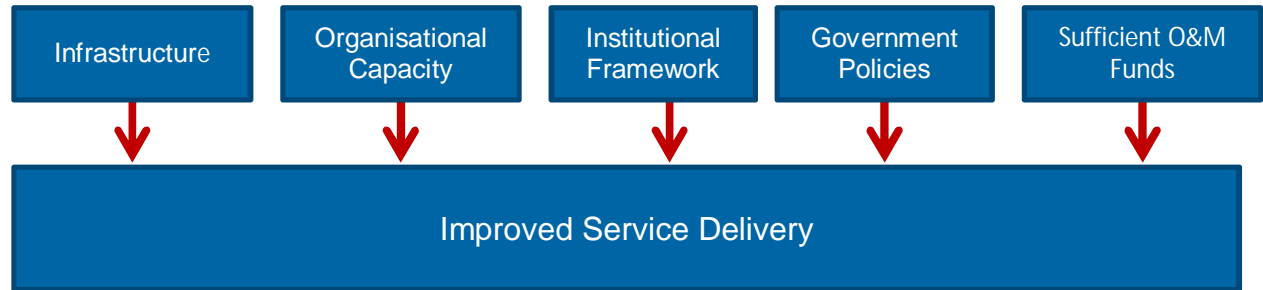 Infrastructure
Organisational
Capacity
Institutional
Framework
Government
Policies
Sufficient O&M
Funds
Improved Service Delivery